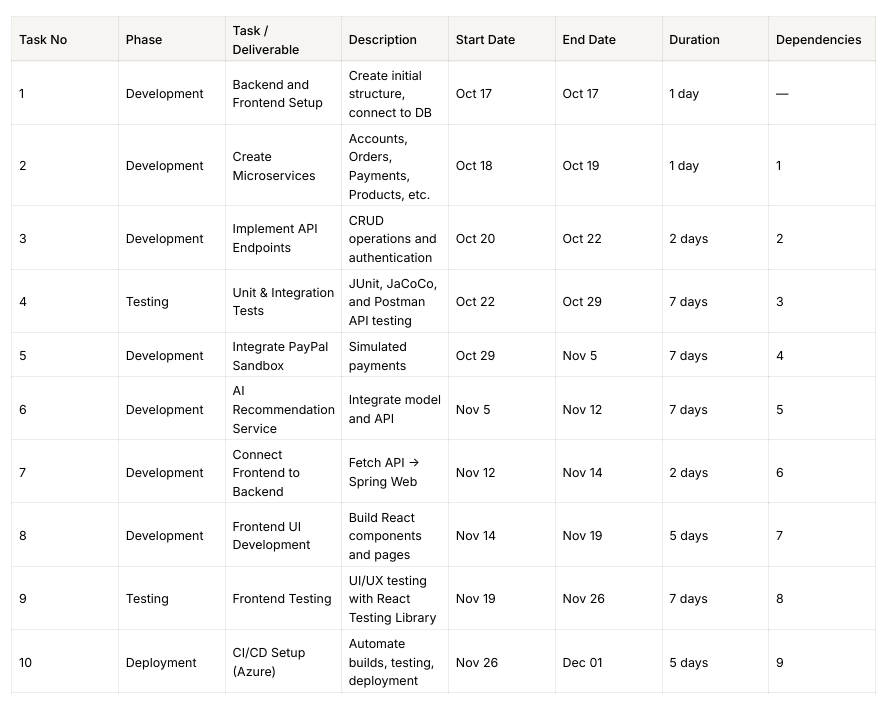 Task No Phase Task / Deliverable Description Start Date End Date Duration Dependencies
1 Development Backend and Frontend Setup Create initial structure, connect to DB Oct 17 Oct 17 1 day —
2 Development Create Microservices Accounts, Orders, Payments, Products, etc. Oct 18 Oct 19 1 day 1
3 Development Implement API Endpoints CRUD operations and authentication Oct 20 Oct 22 2 days 2
4 Testing Unit & Integration Tests JUnit, JaCoCo, and Postman API testing Oct 22 Oct 29 7 days 3
5 Development Integrate PayPal Sandbox Simulated payments Oct 29 Nov 5 7 days 4
6 Development AI Recommendation Service Integrate model and API Nov 5 Nov 12 7 days 5
7 Development Connect Frontend to Backend Fetch API → Spring Web Nov 12 Nov 14 2 days 6
8 Development Frontend UI Development Build React components and pages Nov 14 Nov 19 5 days 7
9 Testing Frontend Testing UI/UX testing with React Testing Library Nov 19 Nov 26 7 days 8
10 Deployment CI/CD Setup (Azure) Automate builds, testing, deployment Nov 26 Dec 01 5 days 9